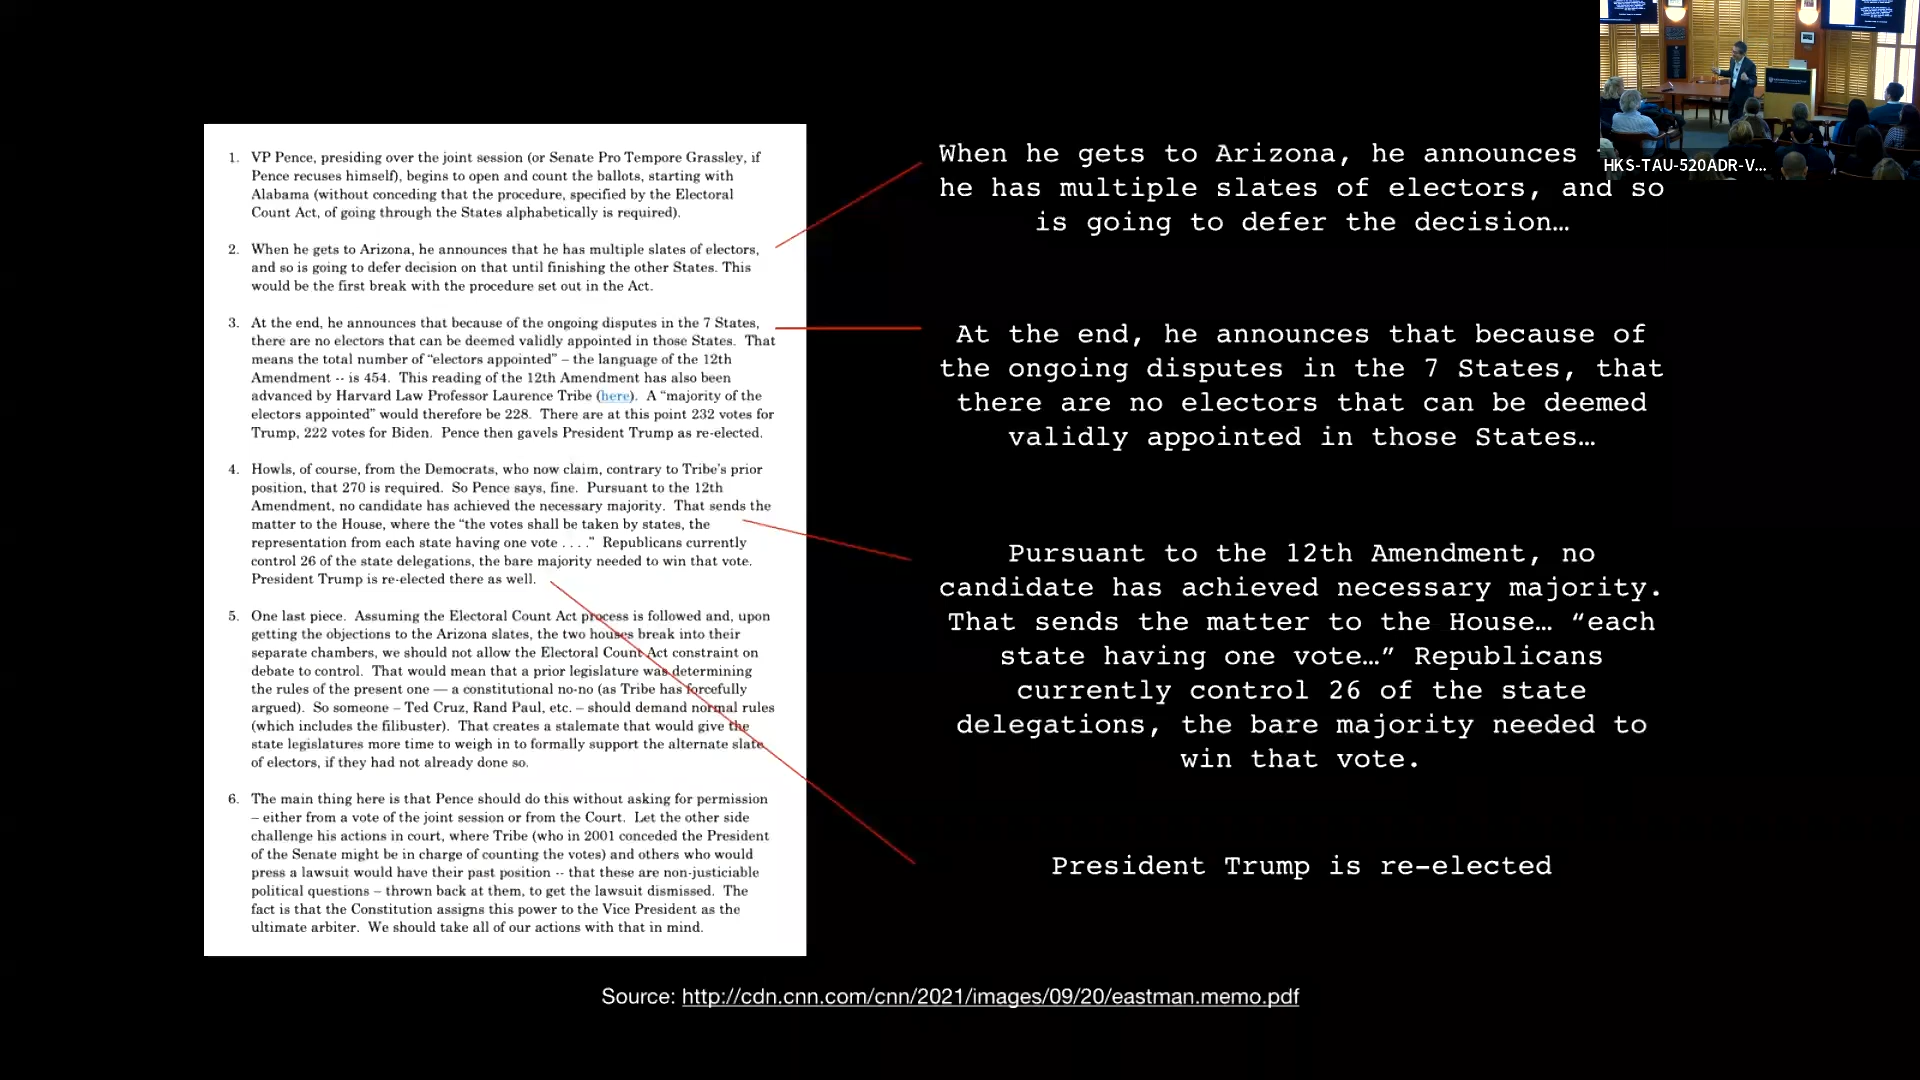 1. VP Pence, presiding over the joint session (or Senate Pro Tempore Grassley, if
Pence recuses himself), begins to open and count the ballots, starting with
Alabama (without conceding that the procedure, specified by the Electoral
Count Act, of going through the States alphabetically is required).
2. When he gets to Arizona, he announces that he has multiple slates of electors,
and so is going to defer decision on that until finishing the other States. This
would be the first break with the procedure set out in the Act.
3. At the end, he announces that because of the ongoing disputes in the 7 States,
there are no electors that can be deemed validly appointed in those States. That
means the total number of “electors appointed” – the language of the 12th
Amendment -- is 454. This reading of the 12th Amendment has also been
advanced by Harvard Law Professor Laurence Tribe (here). A “majority of the
electors appointed” would therefore be 228. There are at this point 232 votes for
Trump, 222 votes for Biden. Pence then gavels President Trump as re-elected.
4. Howls, of course, from the Democrats, who now claim, contrary to Tribe’s prior
position, that 270 is required. So Pence says, fine. Pursuant to the 12th
Amendment, no candidate has achieved the necessary majority. That sends the
matter to the House, where the “the votes shall be taken by states, the
representation from each state having one vote . . . .” Republicans currently
control 26 of the state delegations, the bare majority needed to win that vote.
President Trump is re-elected there as well.
5. One last piece. Assuming the Electoral Count Act process is followed and, upon
getting the objections to the Arizona slates, the two houses break into their
separate chambers, we should not allow the Electoral Count Act constraint on
debate to control. That would mean that a prior legislature was determining
the rules of the present one — a constitutional no-no (as Tribe has forcefully
argued). So someone – Ted Cruz, Rand Paul, etc. – should demand normal rules
(which includes the filibuster). That creates a stalemate that would give the
state legislatures more time to weigh in to formally support the alternate slate
of electors, if they had not already done so.
6. The main thing here is that Pence should do this without asking for permission
– either from a vote of the joint session or from the Court. Let the other side
challenge his actions in court, where Tribe (who in 2001 conceded the President
of the Senate might be in charge of counting the votes) and others who would
press a lawsuit would have their past position -- that these are non-justiciable
political questions – thrown back at them, to get the lawsuit dismissed. The
fact is that the Constitution assigns this power to the Vice President as the
ultimate arbiter. We should take all of our actions with that in mind.
When he gets to Arizona, he announces
he has multiple slates of electors, and so
is going to defer the decision…
At the end, he announces that because of
the ongoing disputes in the 7 States, that
there are no electors that can be deemed
validly appointed in those States…
Pursuant to the 12th Amendment, no
candidate has achieved necessary majority.
That sends the matter to the House… “each
state having one vote…” Republicans
currently control 26 of the state
delegations, the bare majority needed to
win that vote.
President Trump is re-elected
Source: http://cdn.cnn.com/cnn/2021/images/09/20/eastman.memo.pdf
HKS-TAU-520ADR-V...